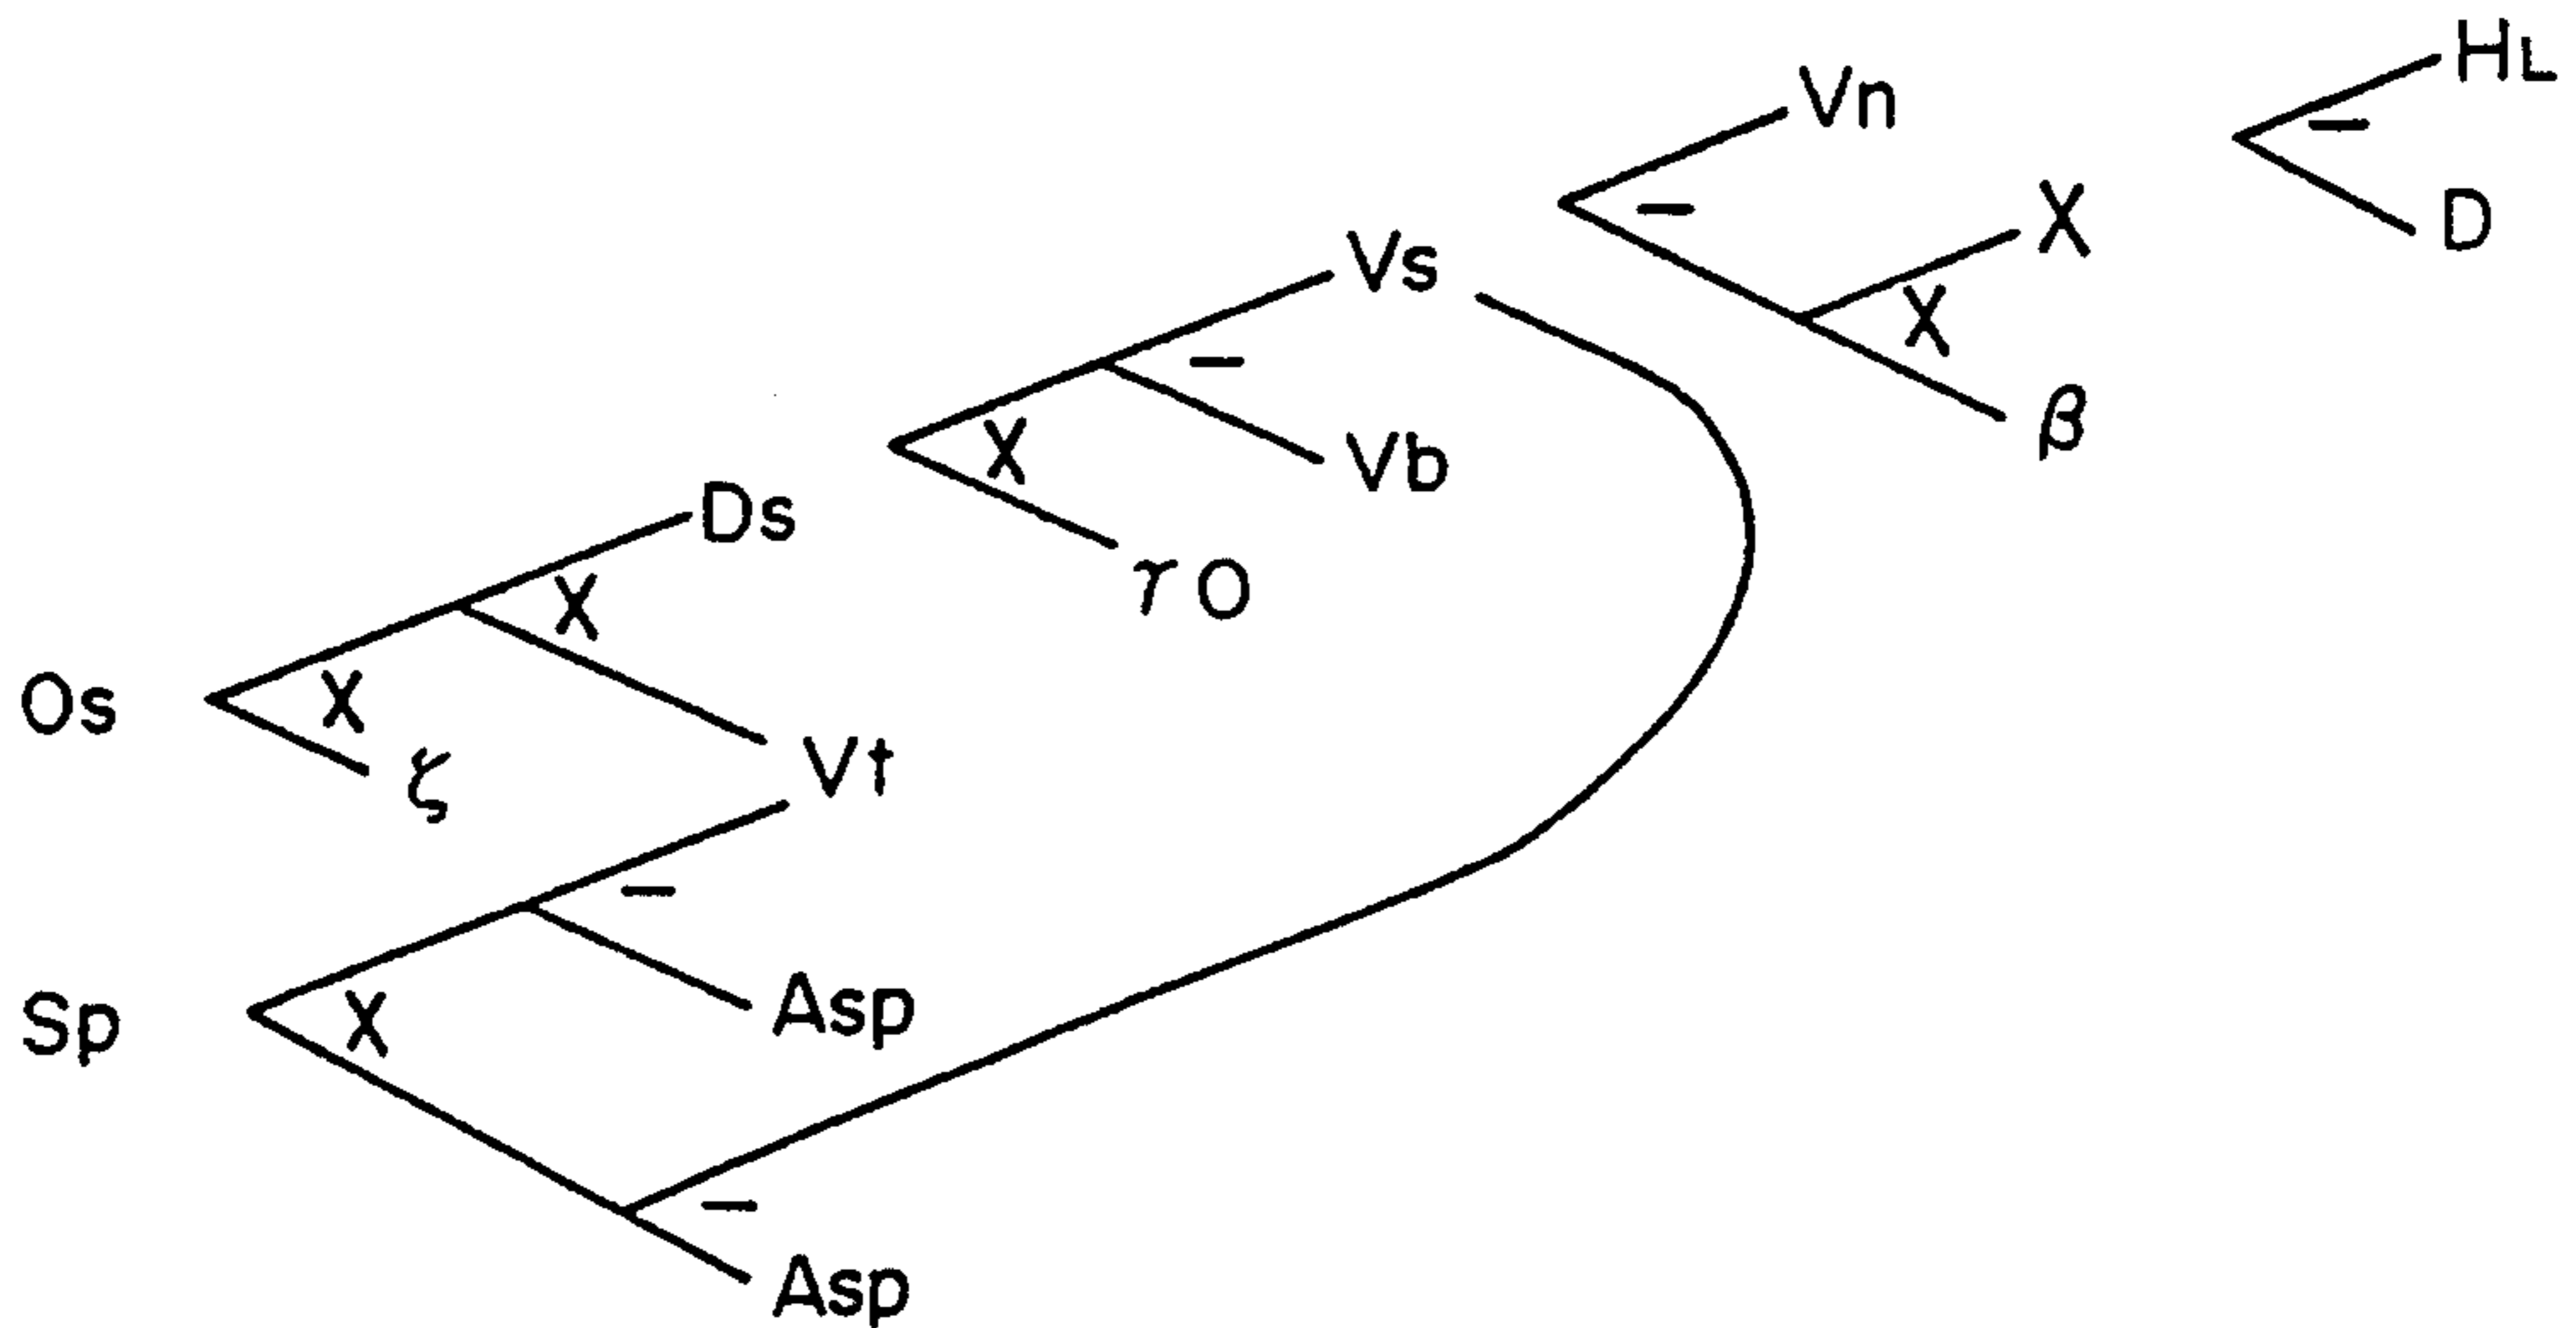 HL
Vn
–
X
D
Vs
–
X
–
β
X
Vb
Ds
γO
X
X
Os
ζ
Vt
–
Asp
Sp
X
–
Asp